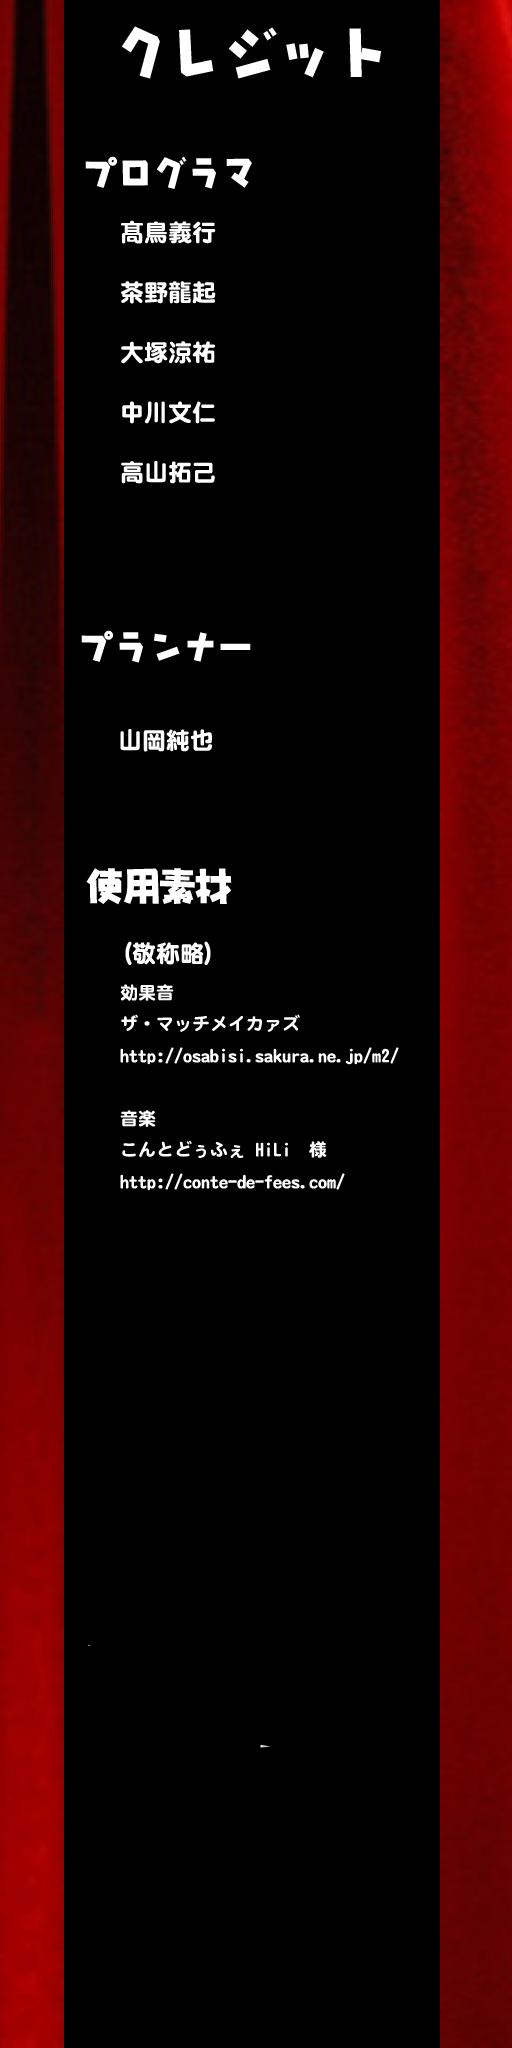 クレジット
プログラマ
髙鳥義行
茶野龍起
大塚涼祐
中川文仁
高山拓己
プランナー
山岡純也
使用素材
(敬称略)
効果音
ザ・マッチメイカァズ
http://osabisi.sakura.ne.jp/m2/
音楽
こんとどぅふぇ HiLi　様
http://conte-de-fees.com/